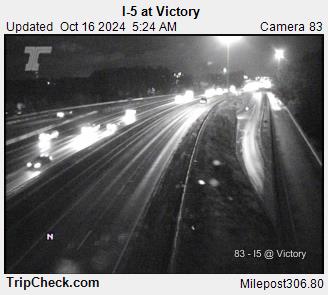 I-5 at Victory
Updated Oct 16 2024 5:24 AM Camera 83
N
83 - I5 @ Victory
TripCheck.com Milepost306.80